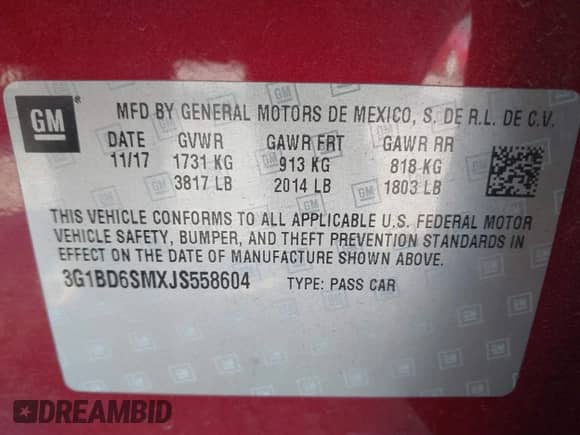 GM ®
MFD BY GENERAL MOTORS DE MEXICO, S. DE R.L. DE C.V.
DATE GVWR GAWR FRT GAWR RR
11/17 1731 KG 913 KG 818 KG
3817 LB 2014 LB 1803 LB
THIS VEHICLE CONFORMS TO ALL APPLICABLE U.S. FEDERAL MOTOR
VEHICLE SAFETY, BUMPER, AND THEFT PREVENTION STANDARDS IN
EFFECT ON THE DATE OF MANUFACTURE SHOWN ABOVE.
3G1BD6SMXJS558604 TYPE: PASS CAR
DREAMBID